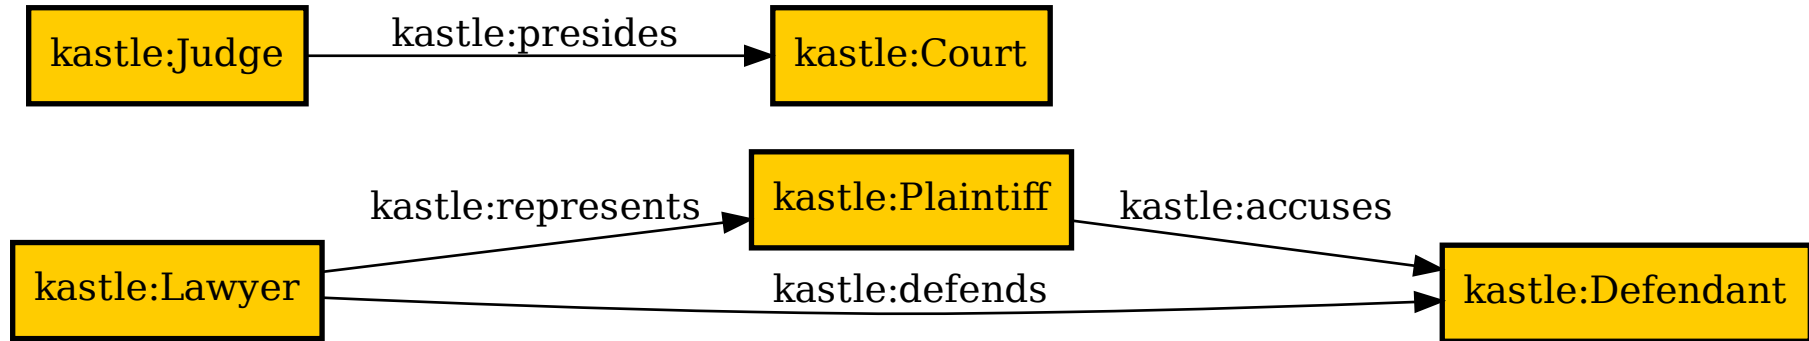 kastle:Judge
kastle:presides
kastle:Court
kastle:Lawyer
kastle:represents
kastle:Plaintiff
kastle:accuses
kastle:defends
kastle:Defendant